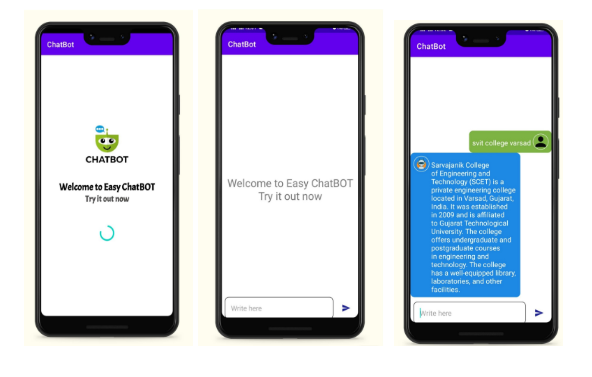 ChatBot
CHATBOT
Welcome to Easy ChatBOT
Try it out now
ChatBot
Welcome to Easy ChatBOT
Try it out now
Write here
ChatBot
svit college varsad
Sarvajanik College
of Engineering and
Technology (SCET) is a
private engineering college
located in Varsad, Gujarat,
India. It was established
in 2009 and is affiliated
to Gujarat Technological
University. The college
offers undergraduate and
postgraduate courses
in engineering and
technology. The college
has a well-equipped library,
laboratories, and other
facilities.
Write here